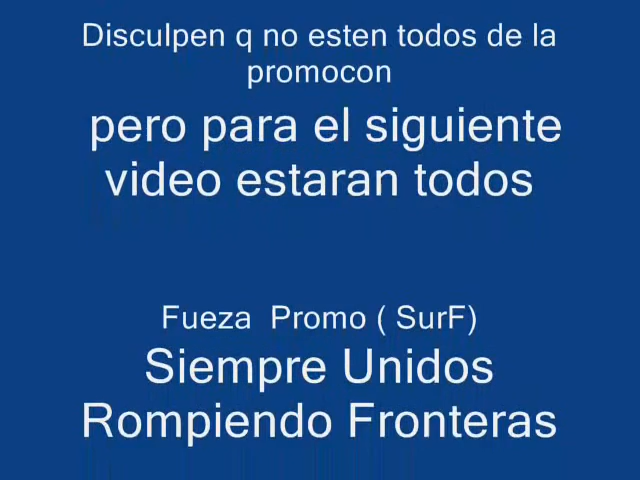 Disculpen q no esten todos de la
promocon
pero para el siguiente
video estaran todos
Fueza  Promo ( SurF)
Siempre Unidos
Rompiendo Fronteras